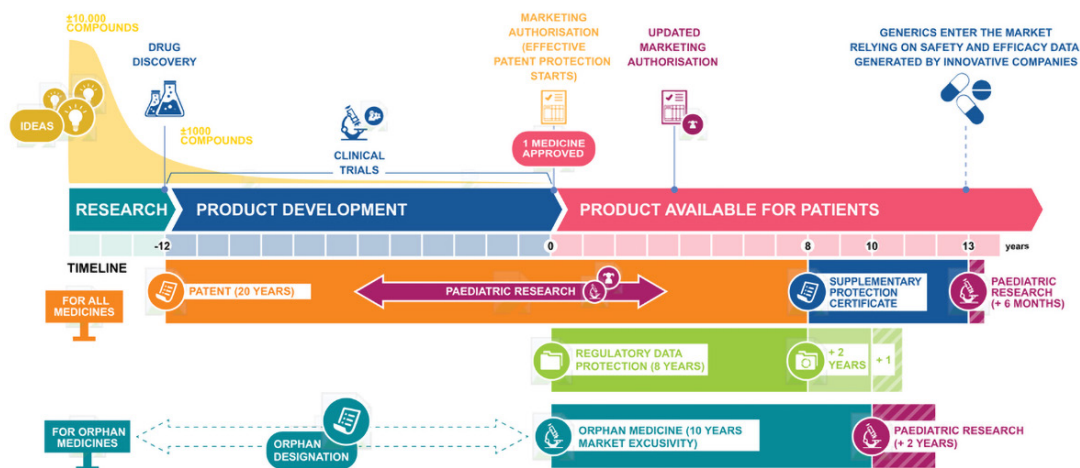 ±10.000
COMPOUNDS
IDEAS
DRUG
DISCOVERY
±1000
COMPOUNDS
CLINICAL
TRIALS
MARKETING
AUTHORISATION
(EFFECTIVE
PATENT PROTECTION
STARTS)
1 MEDICINE
APPROVED
UPDATED
MARKETING
AUTHORISATION
GENERICS ENTER THE MARKET
RELYING ON SAFETY AND EFFICACY DATA
GENERATED BY INNOVATIVE COMPANIES
RESEARCH
PRODUCT DEVELOPMENT
PRODUCT AVAILABLE FOR PATIENTS
-12
0
8
10
13
years
TIMELINE
FOR ALL
MEDICINES
PATENT (20 YEARS)
PAEDIATRIC RESEARCH
SUPPLEMENTARY
PROTECTION
CERTIFICATE
PAEDIATRIC
RESEARCH
(+ 6 MONTHS)
REGULATORY DATA
PROTECTION (8 YEARS)
+ 2
YEARS
+ 1
FOR ORPHAN
MEDICINES
ORPHAN
DESIGNATION
ORPHAN MEDICINE (10 YEARS
MARKET EXCUSIVITY)
PAEDIATRIC RESEARCH
(+ 2 YEARS)